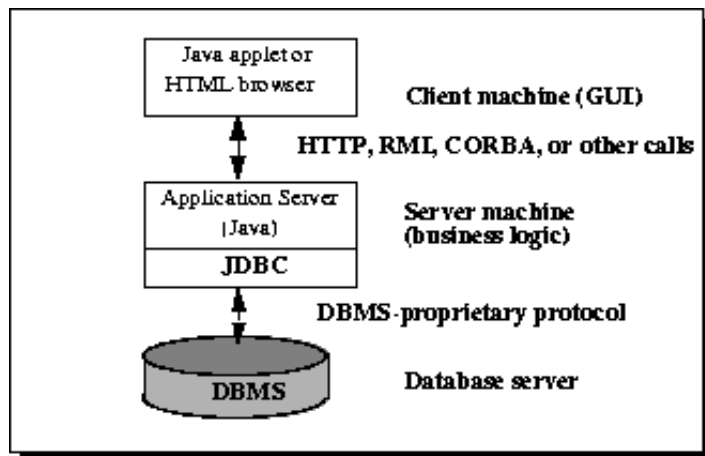 Java applet or
HTML browser
Client machine (GUI)
HTTP, RMI, CORBA, or other calls
Application Server
(Java)
JDBC
Server machine
(business logic)
DBMS-proprietary protocol
DBMS
Database server